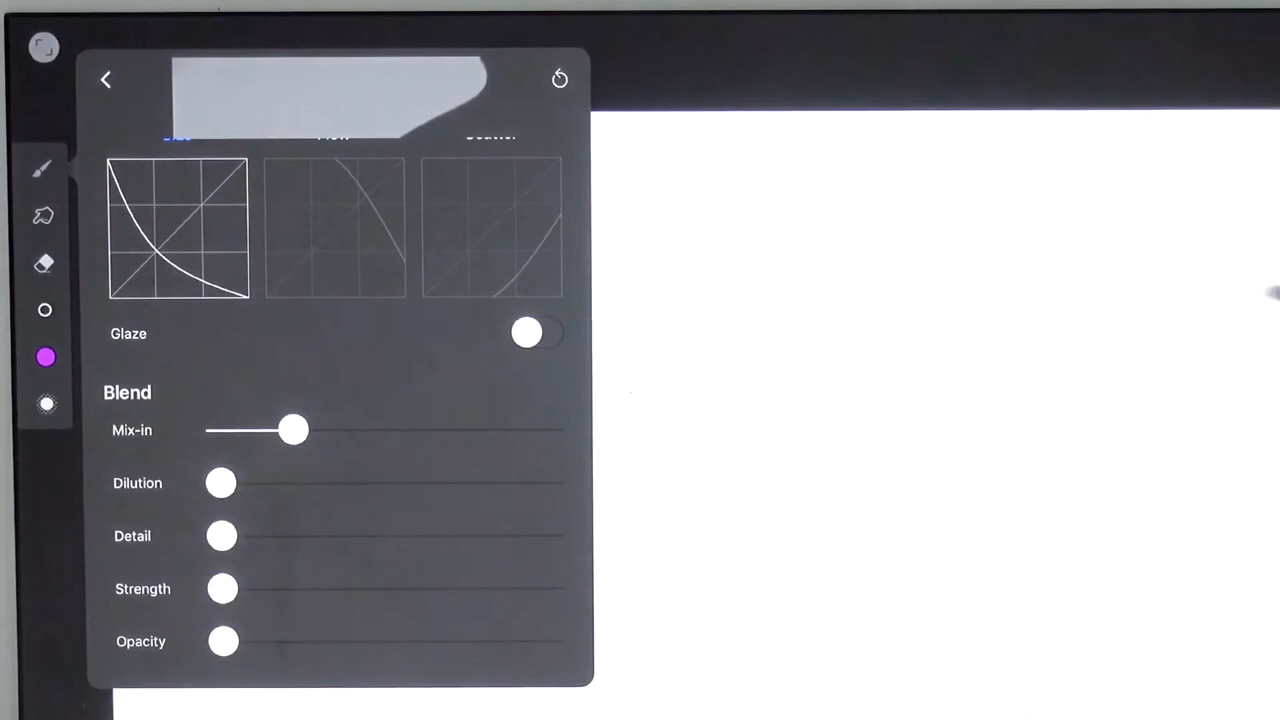 Glaze
Blend
Mix-in
Dilution
Detail
Strength
Opacity